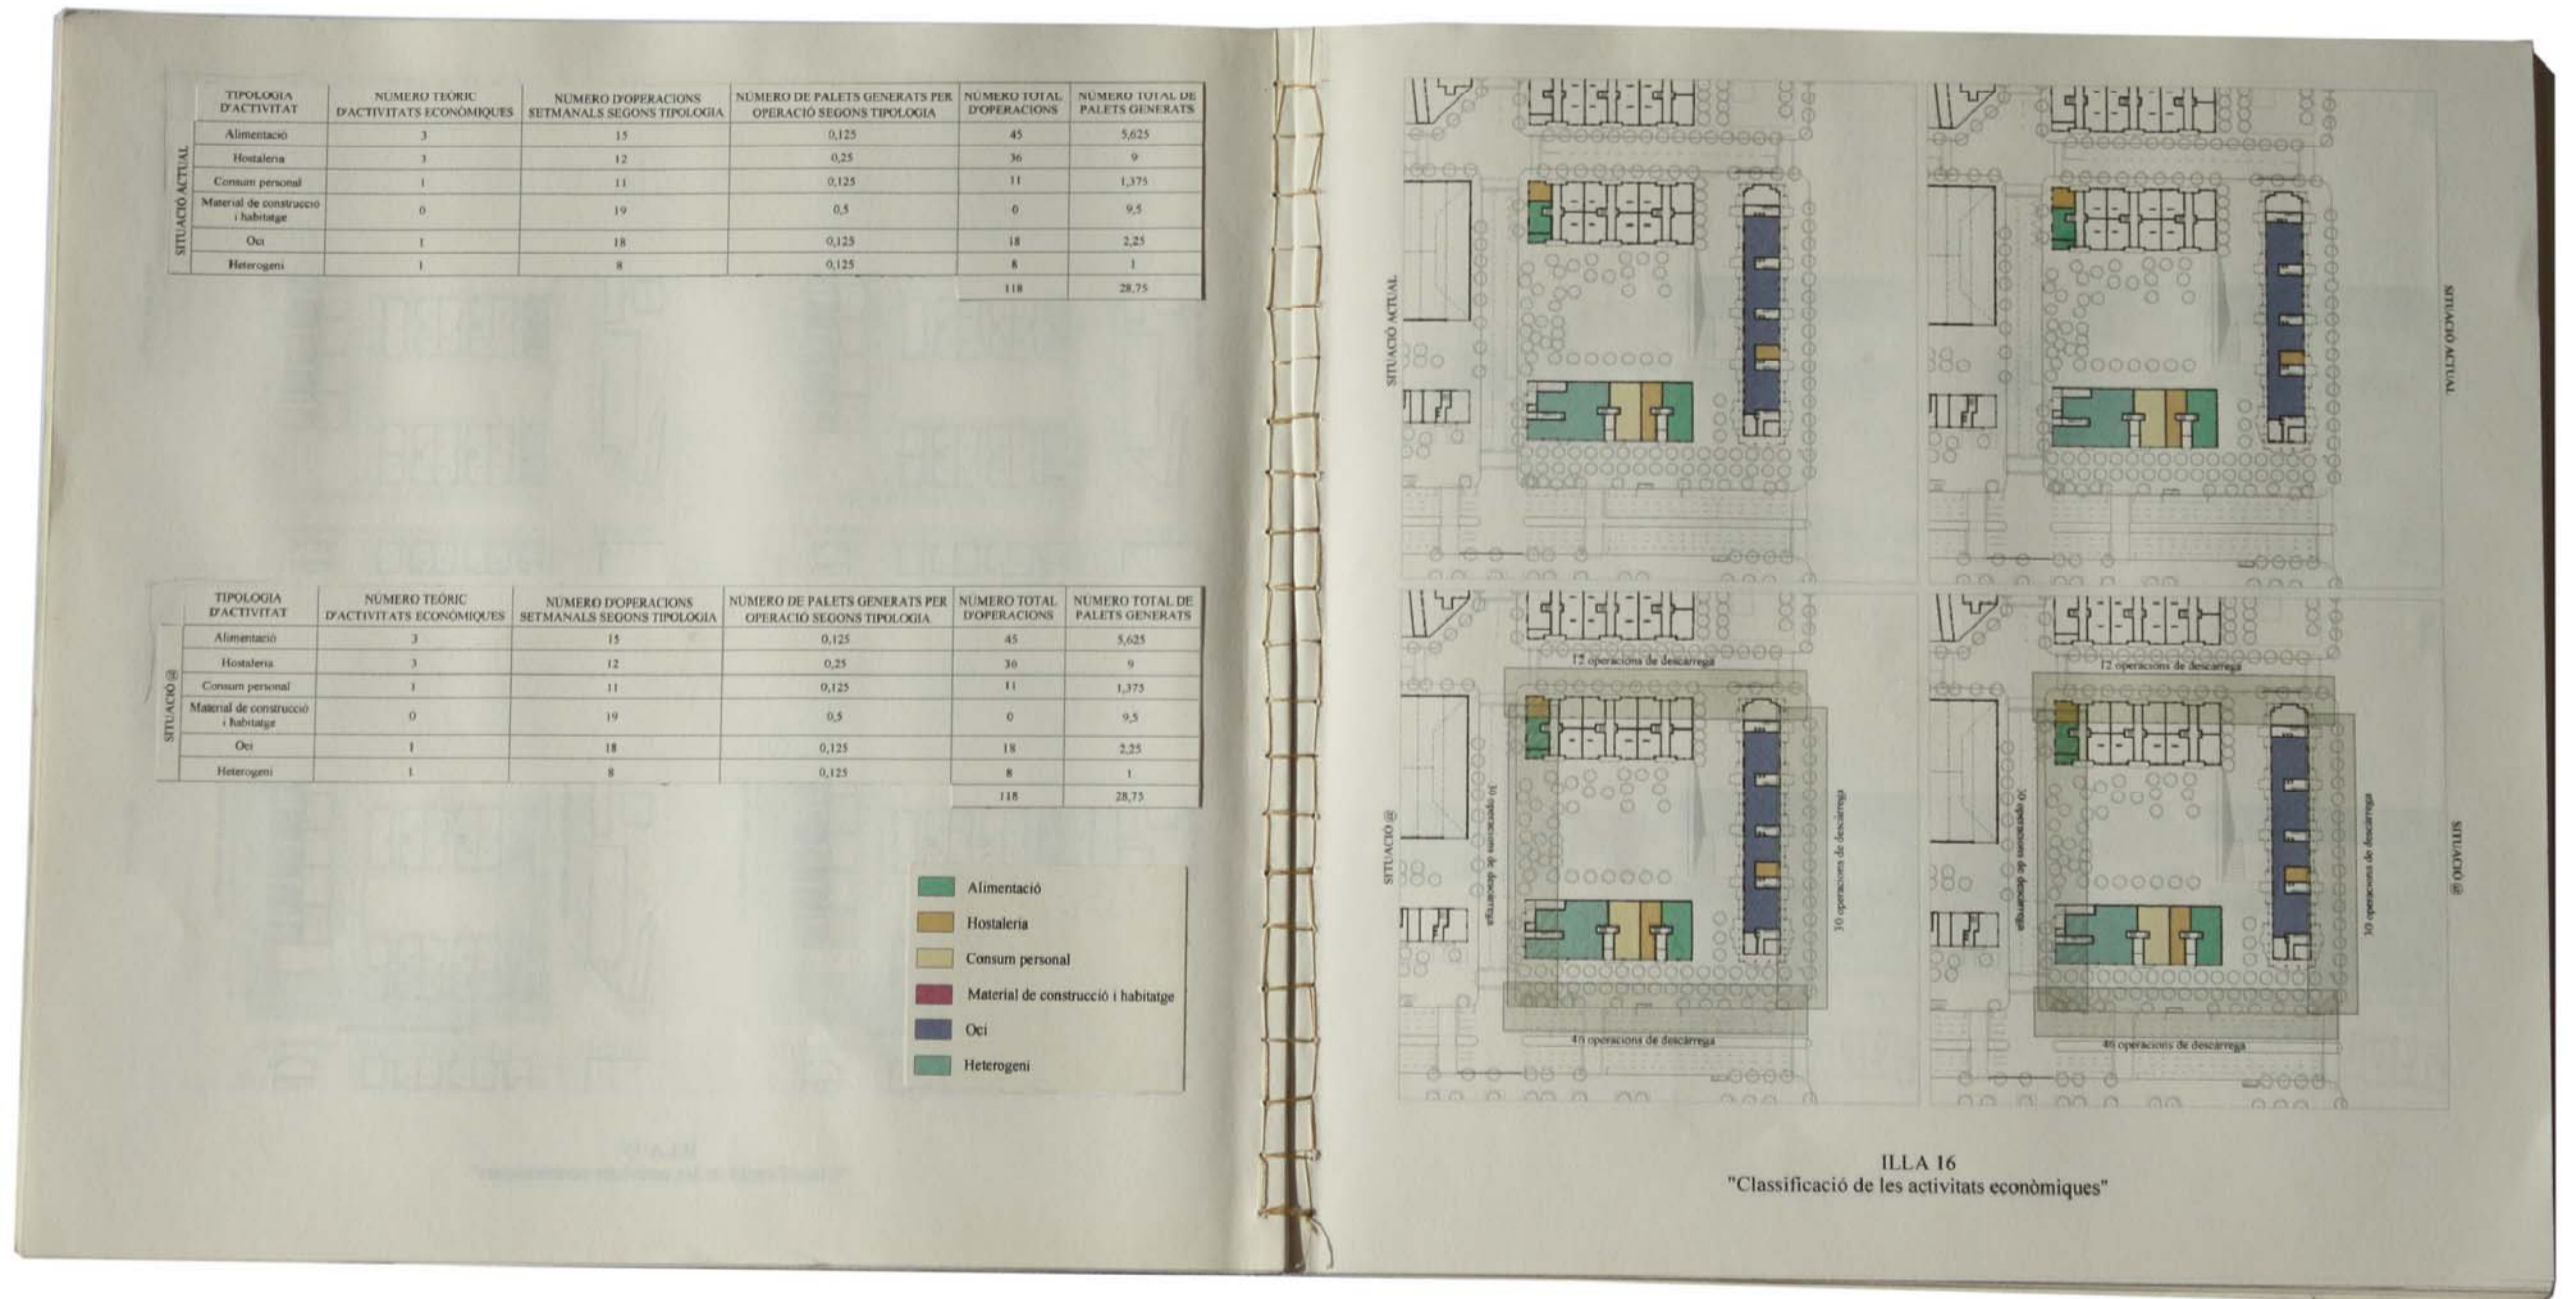 SITUACIÓ ACTUAL
TIPOLOGIA D'ACTIVITAT | NÚMERO TEÒRIC D'ACTIVITATS ECONÒMIQUES | NÚMERO D'OPERACIONS SETMANALS SEGONS TIPOLOGIA | NÚMERO DE PALETS GENERATS PER OPERACIÓ SEGONS TIPOLOGIA | NÚMERO TOTAL D'OPERACIONS | NÚMERO TOTAL DE PALETS GENERATS
Alimentació 3 15 0,125 45 5,625
Hostaleria 3 12 0,25 36 9
Consum personal 1 11 0,125 11 1,375
Material de construcció i habitatge 0 19 0,5 0 9,5
Oci 1 18 0,125 18 2,25
Heterogeni 1 8 0,125 8 1
118 28,75
SITUACIÓ @
TIPOLOGIA D'ACTIVITAT | NÚMERO TEÒRIC D'ACTIVITATS ECONÒMIQUES | NÚMERO D'OPERACIONS SETMANALS SEGONS TIPOLOGIA | NÚMERO DE PALETS GENERATS PER OPERACIÓ SEGONS TIPOLOGIA | NÚMERO TOTAL D'OPERACIONS | NÚMERO TOTAL DE PALETS GENERATS
Alimentació 3 15 0,125 45 5,625
Hostaleria 3 12 0,25 36 9
Consum personal 1 11 0,125 11 1,375
Material de construcció i habitatge 0 19 0,5 0 9,5
Oci 1 18 0,125 18 2,25
Heterogeni 1 8 0,125 8 1
118 28,75
Alimentació
Hostaleria
Consum personal
Material de construcció i habitatge
Oci
Heterogeni
SITUACIÓ ACTUAL
SITUACIÓ ACTUAL
SITUACIÓ @
12 operacions de descàrrega
30 operacions de descàrrega
30 operacions de descàrrega
46 operacions de descàrrega
12 operacions de descàrrega
30 operacions de descàrrega
30 operacions de descàrrega
46 operacions de descàrrega
SITUACIÓ @
ILLA 16
"Classificació de les activitats econòmiques"